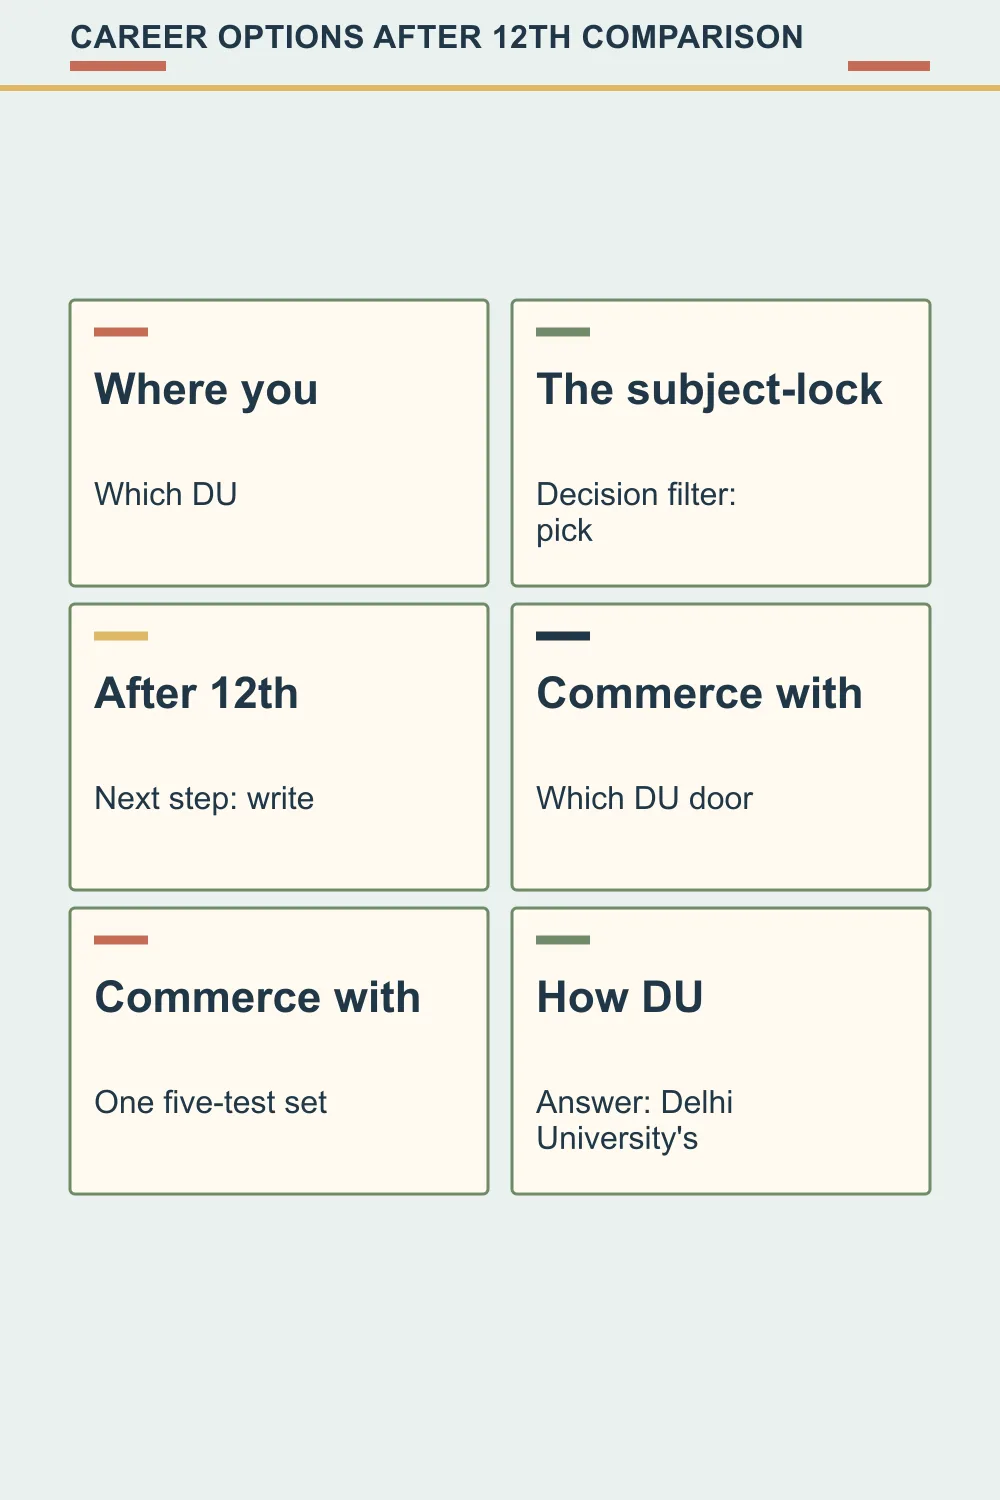 CAREER OPTIONS AFTER 12TH COMPARISON
Where you
Which DU
The subject-lock
Decision filter:
pick
After 12th
Next step: write
Commerce with
Which DU door
Commerce with
One five-test set
How DU
Answer: Delhi
University's